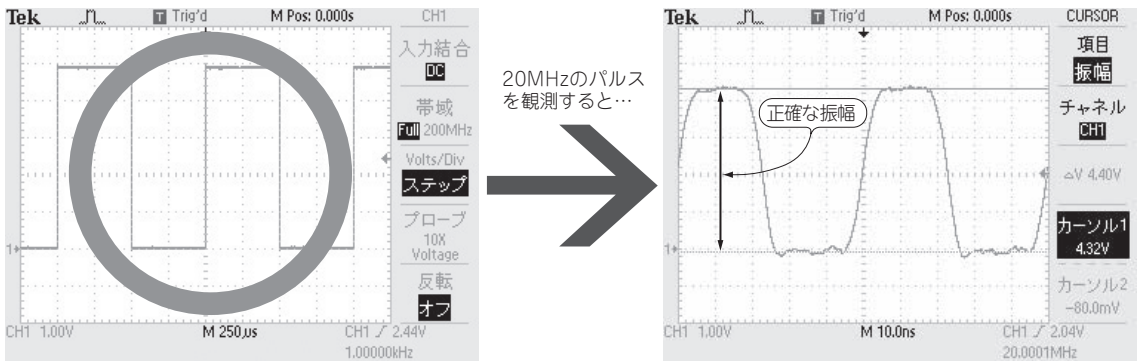 Tek
Trig'd
M Pos: 0.000s
CH1
入力結合
DC
帯域
Full 200MHz
Volts/Div
ステップ
プローブ
10X
Voltage
反転
オフ
1
CH1 1.00V
M 250µs
CH1 2.44V
1.00000kHz
20MHzのパルス
を観測すると…
Tek
Trig'd
M Pos: 0.000s
CURSOR
項目
振幅
チャネル
CH1
△V 4.40V
カーソル1
4.32V
カーソル2
−80.0mV
正確な振幅
1
CH1 1.00V
M 10.0ns
CH1 2.04V
20.0001MHz